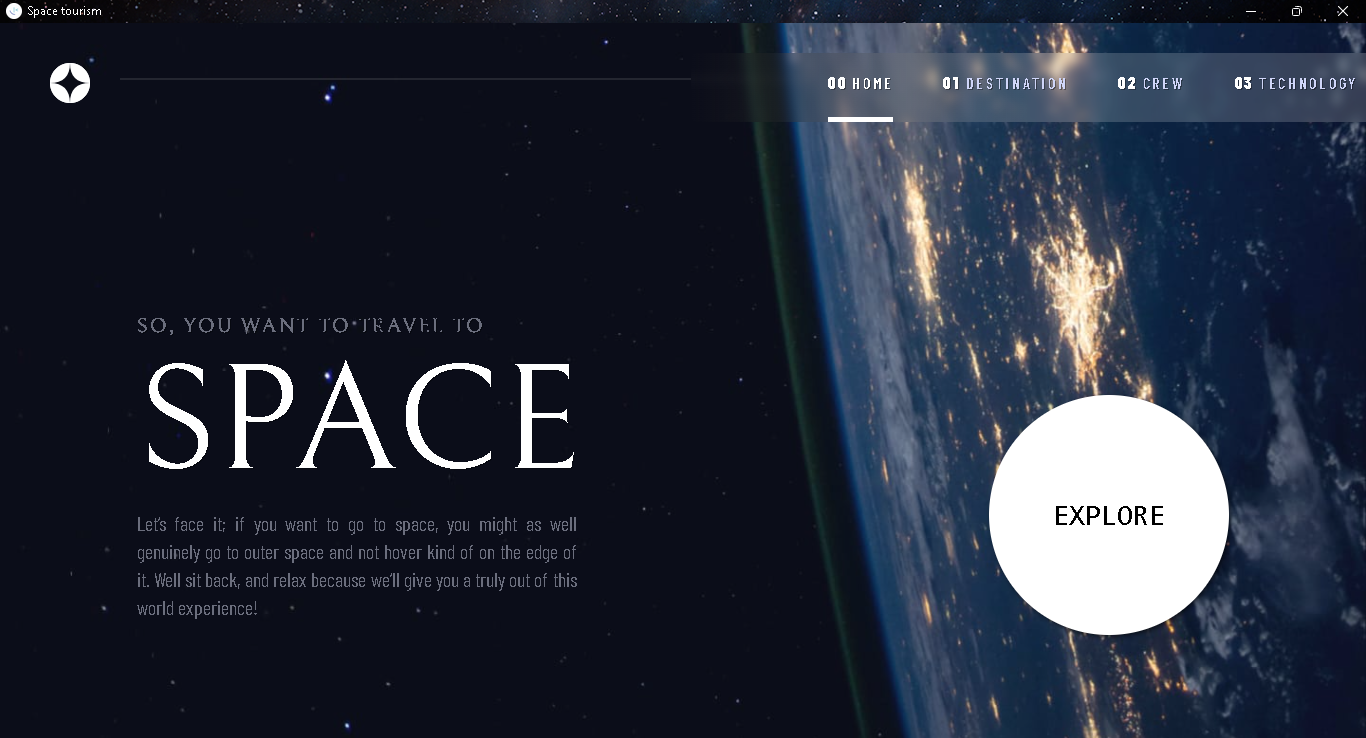 Space tourism
00 HOME 01 DESTINATION 02 CREW 03 TECHNOLOGY
SO, YOU WANT TO TRAVEL TO
SPACE
Let's face it; if you want to go to space, you might as well
genuinely go to outer space and not hover kind of on the edge of
it. Well sit back, and relax because we'll give you a truly out of this
world experience!
EXPLORE